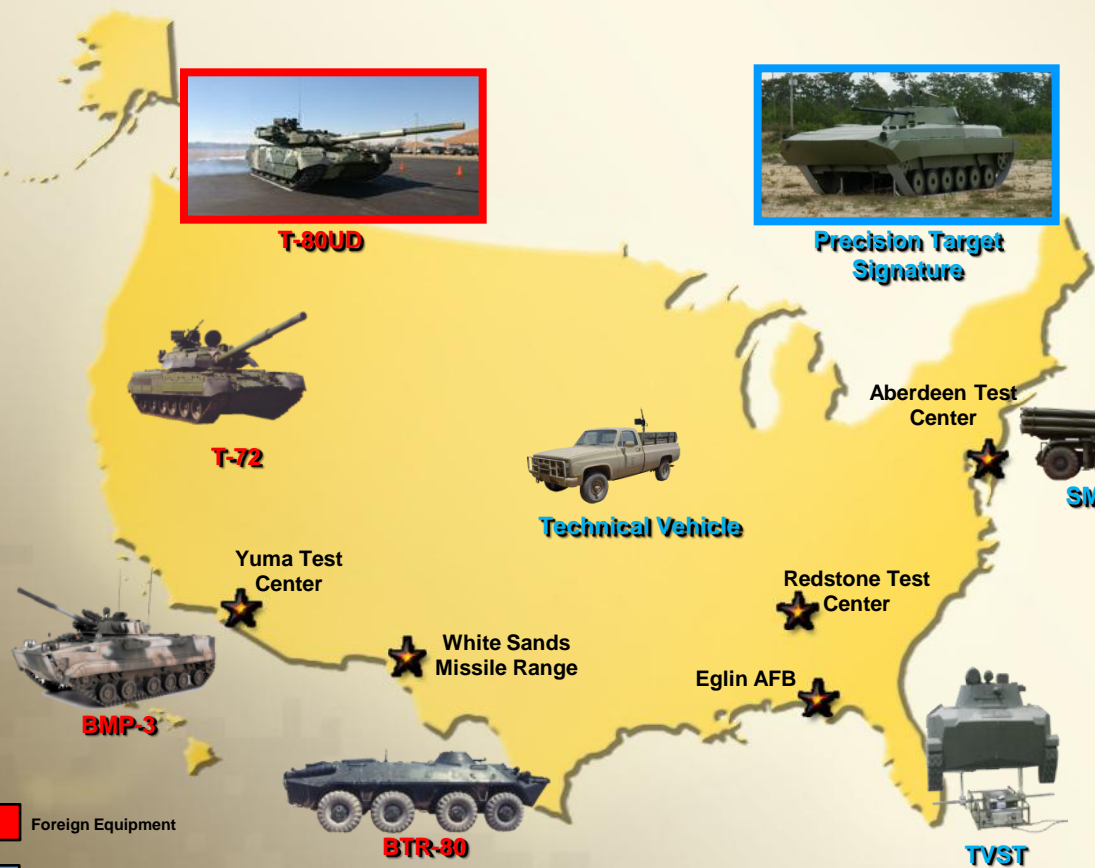 T-80UD
Precision Target
Signature
Aberdeen Test
Center
T-72
SM
Technical Vehicle
Yuma Test
Center
Redstone Test
Center
White Sands
Missile Range
Eglin AFB
BMP-3
Foreign Equipment
BTR-80
TVST